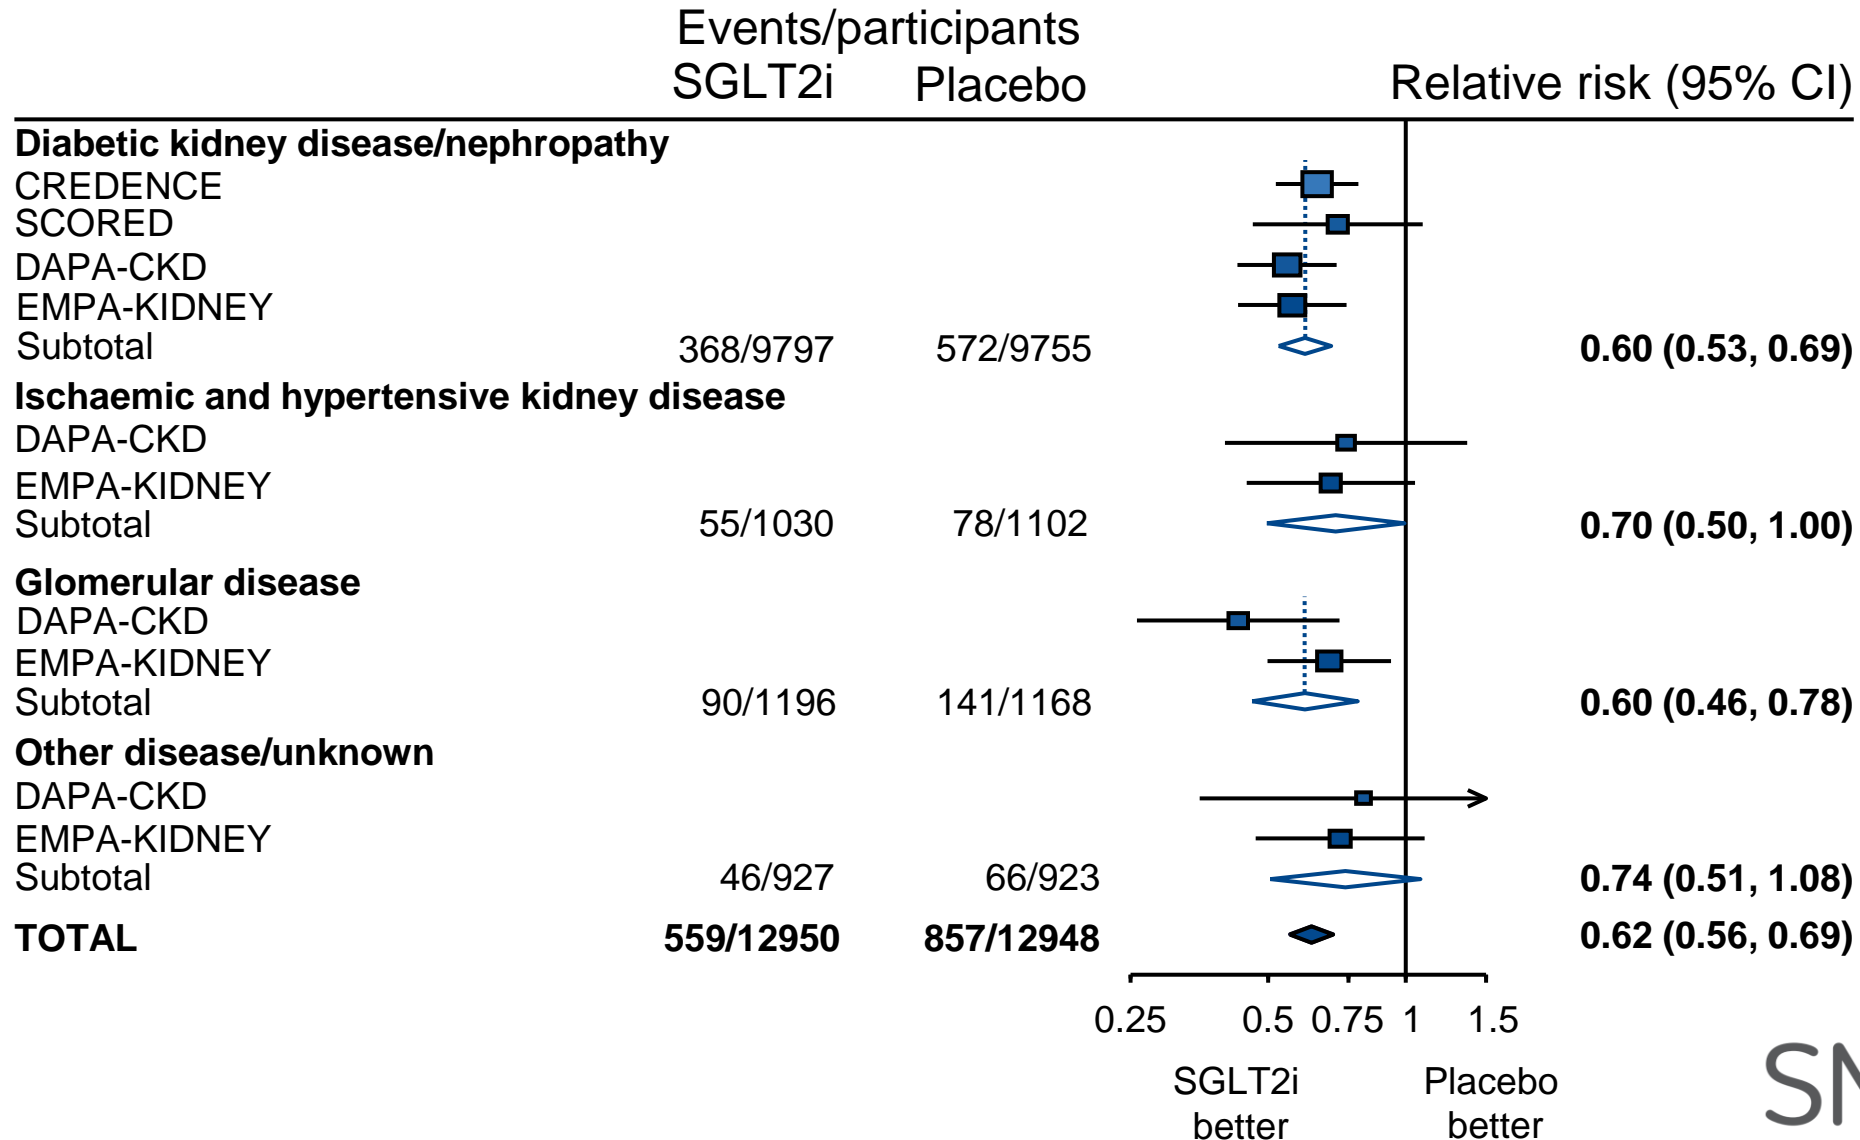 Events/participants
SGLT2i Placebo Relative risk (95% CI)
Diabetic kidney disease/nephropathy
CREDENCE
SCORED
DAPA-CKD
EMPA-KIDNEY
Subtotal 368/9797 572/9755 0.60 (0.53, 0.69)
Ischaemic and hypertensive kidney disease
DAPA-CKD
EMPA-KIDNEY
Subtotal 55/1030 78/1102 0.70 (0.50, 1.00)
Glomerular disease
DAPA-CKD
EMPA-KIDNEY
Subtotal 90/1196 141/1168 0.60 (0.46, 0.78)
Other disease/unknown
DAPA-CKD
EMPA-KIDNEY
Subtotal 46/927 66/923 0.74 (0.51, 1.08)
TOTAL 559/12950 857/12948 0.62 (0.56, 0.69)
0.25 0.5 0.75 1 1.5
SGLT2i Placebo
better better